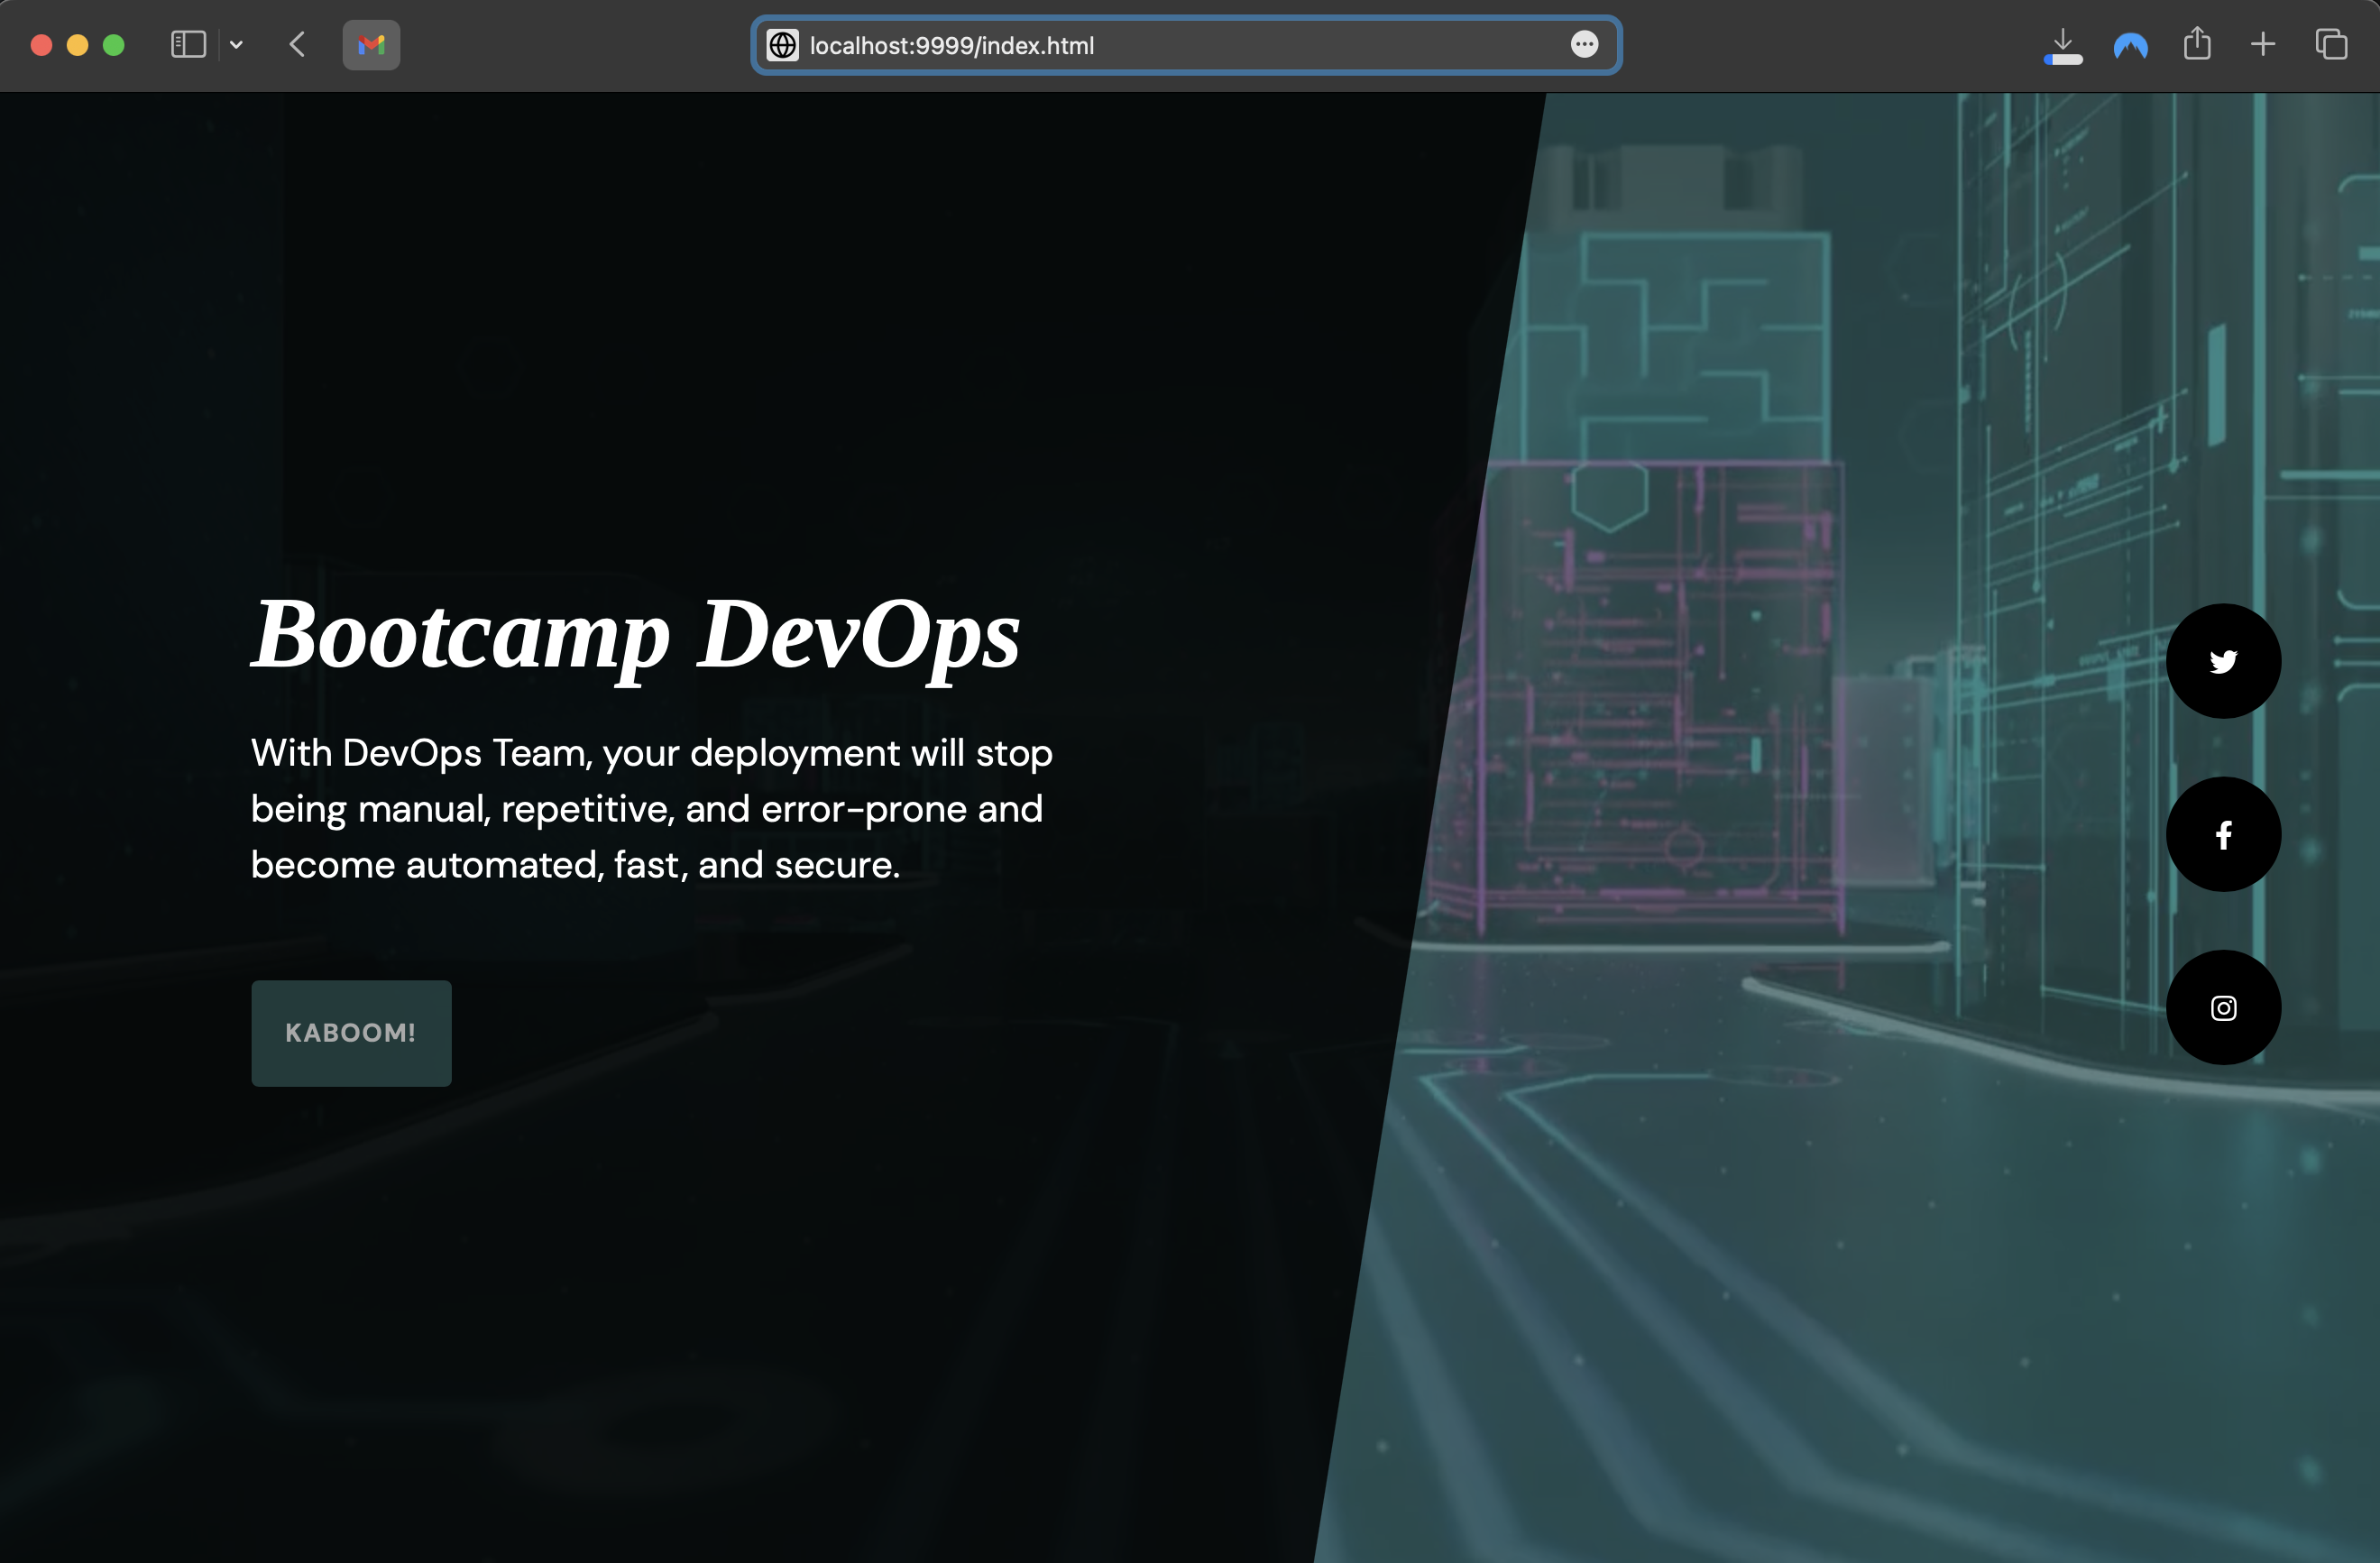 localhost:9999/index.html
Bootcamp DevOps
With DevOps Team, your deployment will stop
being manual, repetitive, and error-prone and
become automated, fast, and secure.
KABOOM!